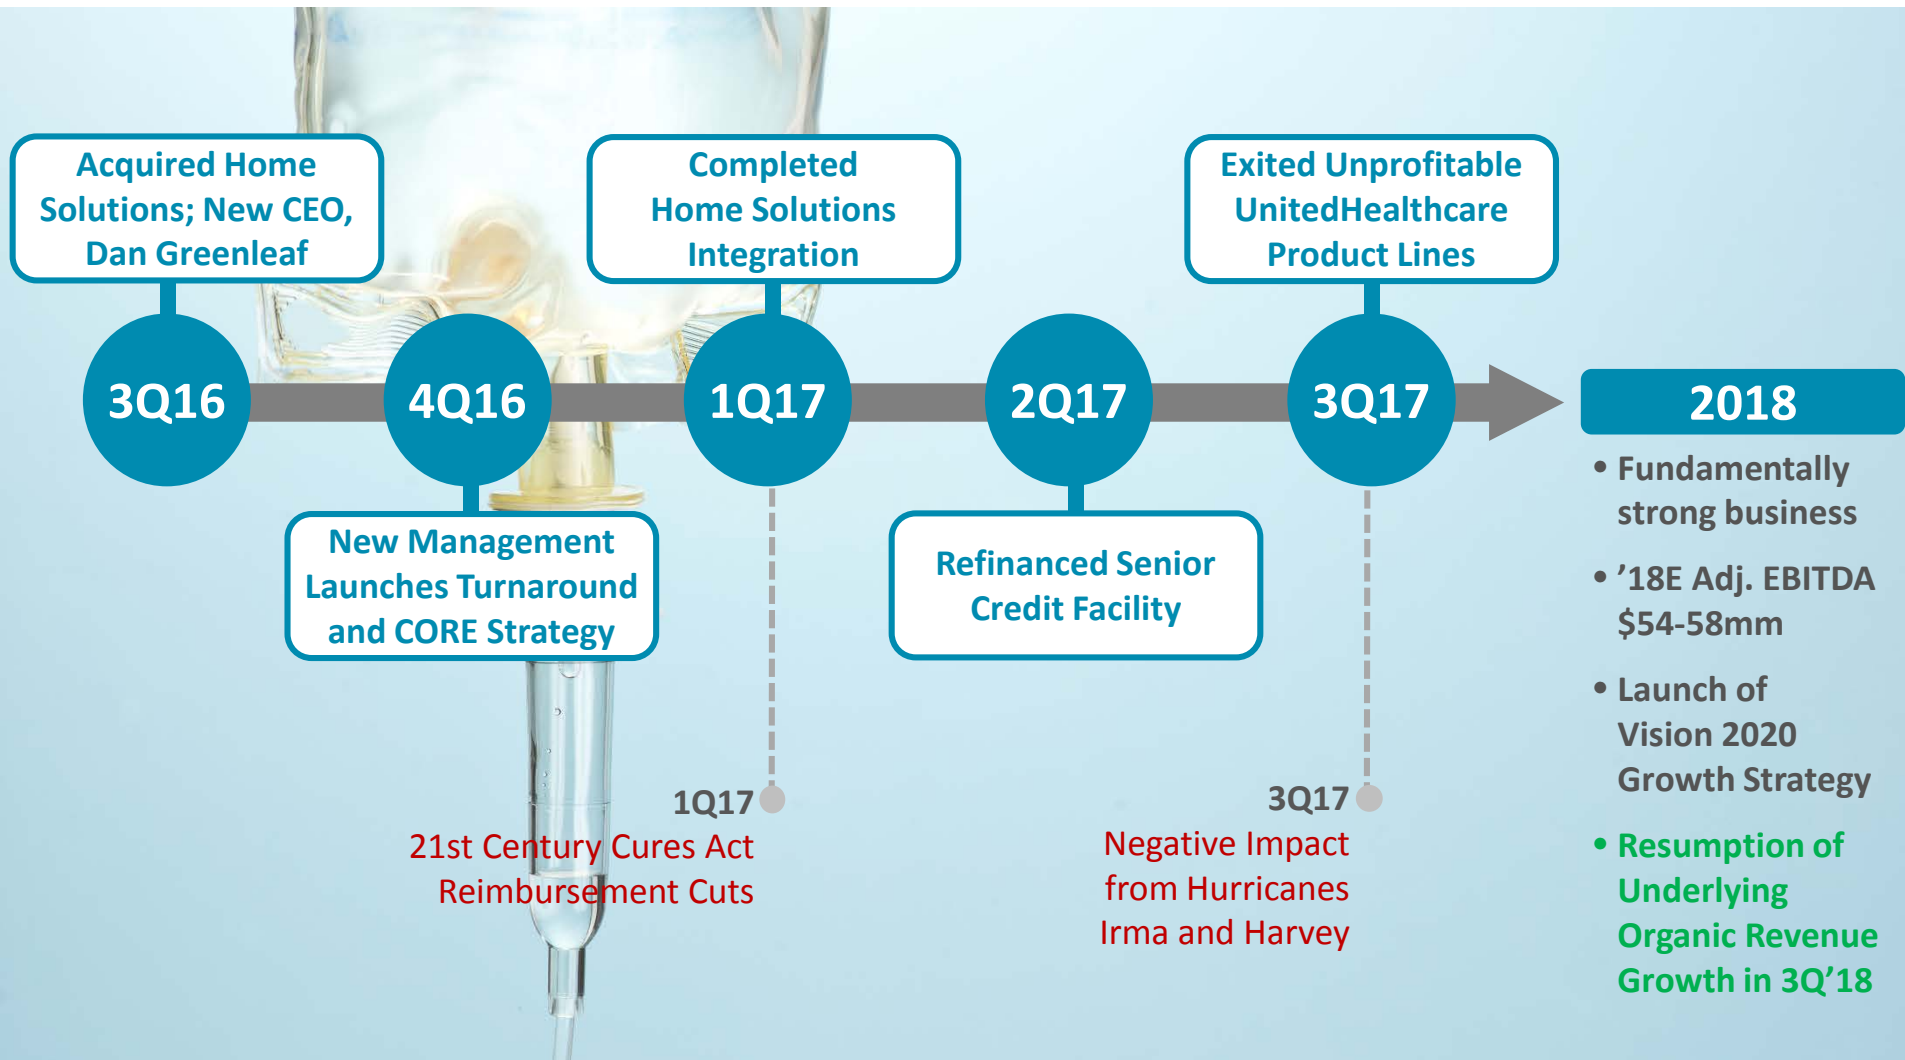 Acquired Home
Solutions; New CEO,
Dan Greenleaf
Completed
Home Solutions
Integration
Exited Unprofitable
UnitedHealthcare
Product Lines
3Q16
4Q16
1Q17
2Q17
3Q17
New Management
Launches Turnaround
and CORE Strategy
Refinanced Senior
Credit Facility
1Q17
21st Century Cures Act
Reimbursement Cuts
3Q17
Negative Impact
from Hurricanes
Irma and Harvey
2018
• Fundamentally
strong business
• ’18E Adj. EBITDA
$54-58mm
• Launch of
Vision 2020
Growth Strategy
• Resumption of
Underlying
Organic Revenue
Growth in 3Q’18